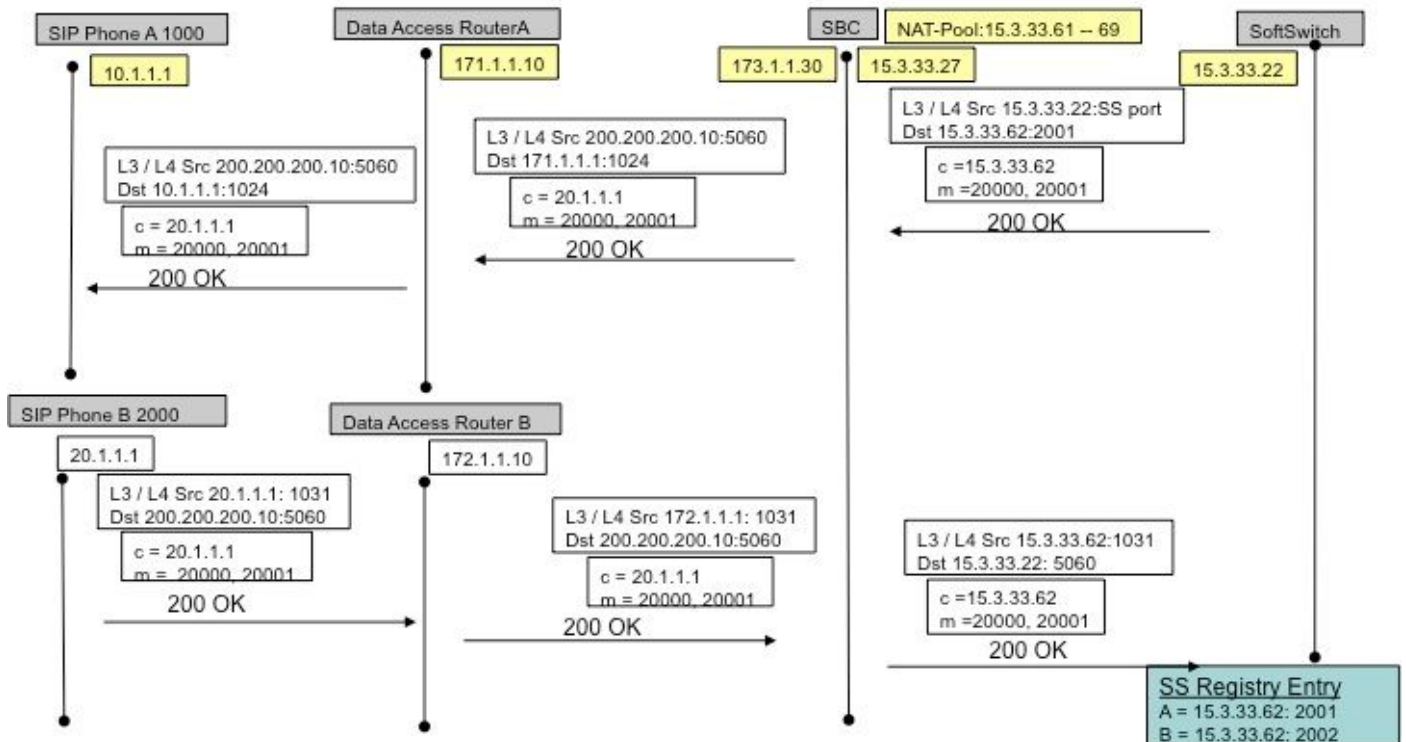 SIP Phone A 1000
Data Access RouterA
SBC
NAT-Pool:15.3.33.61 -- 69
SoftSwitch
10.1.1.1
171.1.1.10
173.1.1.30
15.3.33.27
15.3.33.22
L3 / L4 Src 15.3.33.22:SS port
Dst 15.3.33.62:2001
c =15.3.33.62
m =20000, 20001
200 OK
L3 / L4 Src 200.200.200.10:5060
Dst 171.1.1.1:1024
c = 20.1.1.1
m = 20000, 20001
200 OK
L3 / L4 Src 200.200.200.10:5060
Dst 10.1.1.1:1024
c = 20.1.1.1
m = 20000, 20001
200 OK
SIP Phone B 2000
Data Access Router B
20.1.1.1
172.1.1.10
L3 / L4 Src 20.1.1.1: 1031
Dst 200.200.200.10:5060
c = 20.1.1.1
m = 20000, 20001
200 OK
L3 / L4 Src 172.1.1.1: 1031
Dst 200.200.200.10:5060
c = 20.1.1.1
m = 20000, 20001
200 OK
L3 / L4 Src 15.3.33.62:1031
Dst 15.3.33.22: 5060
c =15.3.33.62
m =20000, 20001
200 OK
SS Registry Entry
A = 15.3.33.62: 2001
B = 15.3.33.62: 2002